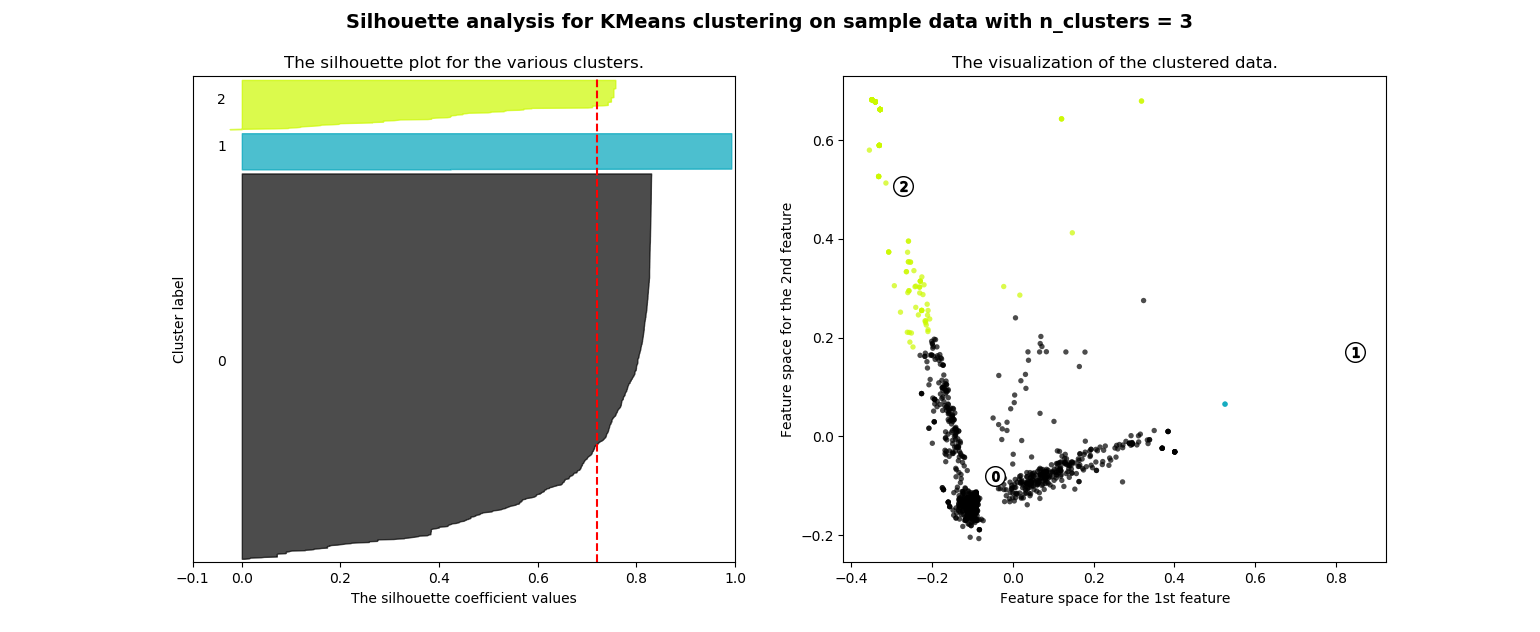 Silhouette analysis for KMeans clustering on sample data with n_clusters = 3
The silhouette plot for the various clusters.
2
1
0
Cluster label
−0.1 0.0 0.2 0.4 0.6 0.8 1.0
The silhouette coefficient values
The visualization of the clustered data.
0.6
0.4
0.2
0.0
−0.2
Feature space for the 2nd feature
2
1
0
−0.4 −0.2 0.0 0.2 0.4 0.6 0.8
Feature space for the 1st feature